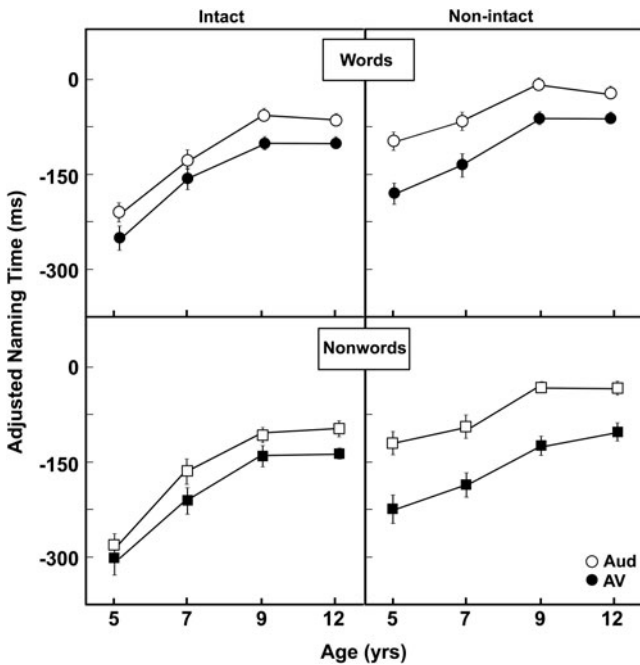 Intact Non-intact
Words
0
-150
-300
Nonwords
0
-150
-300
Adjusted Naming Time (ms)
Aud
AV
5 7 9 12 5 7 9 12
Age (yrs)